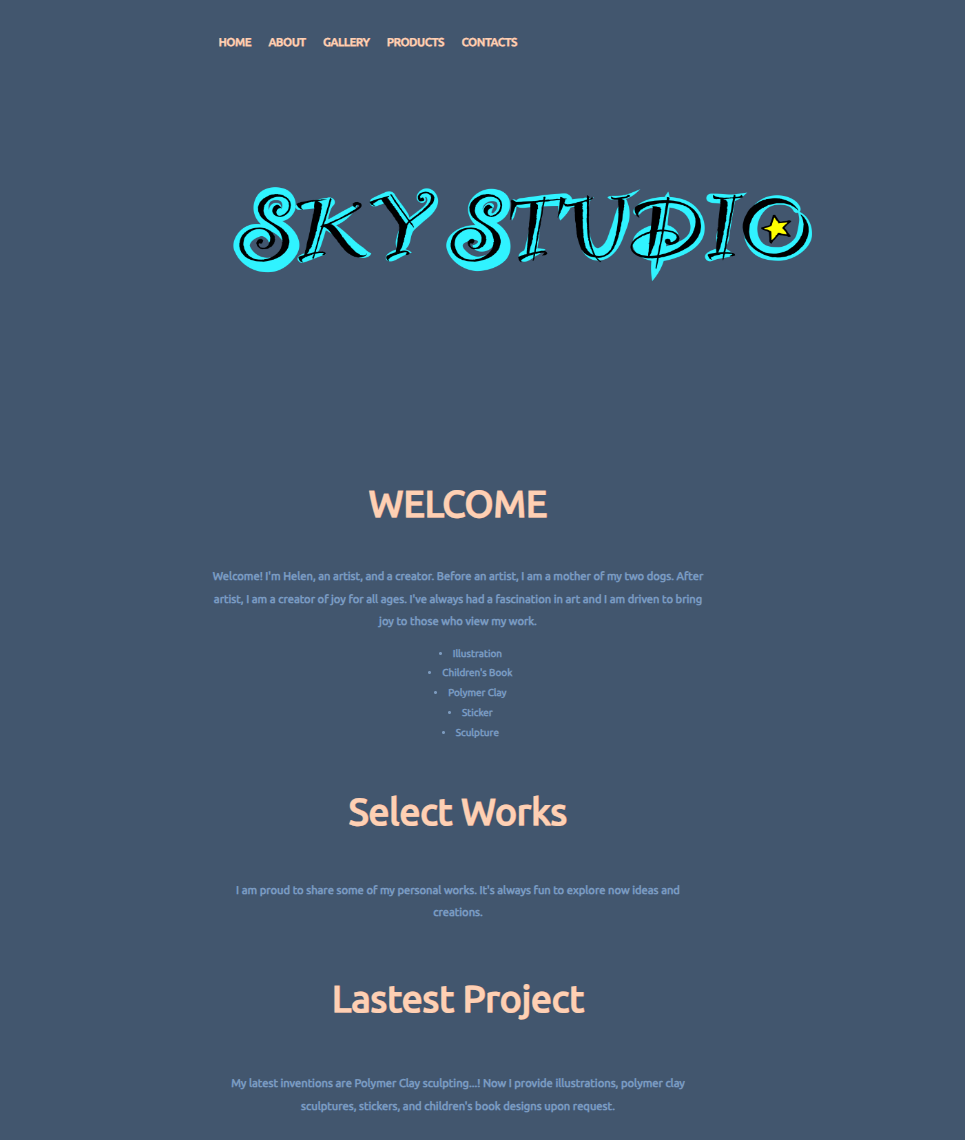 HOME ABOUT GALLERY PRODUCTS CONTACTS
SKY STUDIO
WELCOME
Welcome! I'm Helen, an artist, and a creator. Before an artist, I am a mother of my two dogs. After
artist, I am a creator of joy for all ages. I've always had a fascination in art and I am driven to bring
joy to those who view my work.
• Illustration
• Children's Book
• Polymer Clay
• Sticker
• Sculpture
Select Works
I am proud to share some of my personal works. It's always fun to explore now ideas and
creations.
Lastest Project
My latest inventions are Polymer Clay sculpting...! Now I provide illustrations, polymer clay
sculptures, stickers, and children's book designs upon request.